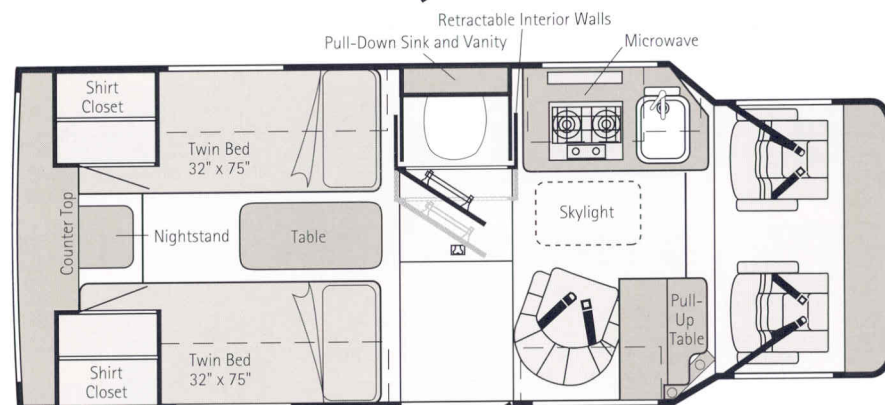 Retractable Interior Walls
Pull-Down Sink and Vanity
Microwave
Shirt
Closet
Twin Bed
32" x 75"
Counter Top
Nightstand
Table
Skylight
Pull-
Up
Table
Shirt
Closet
Twin Bed
32" x 75"